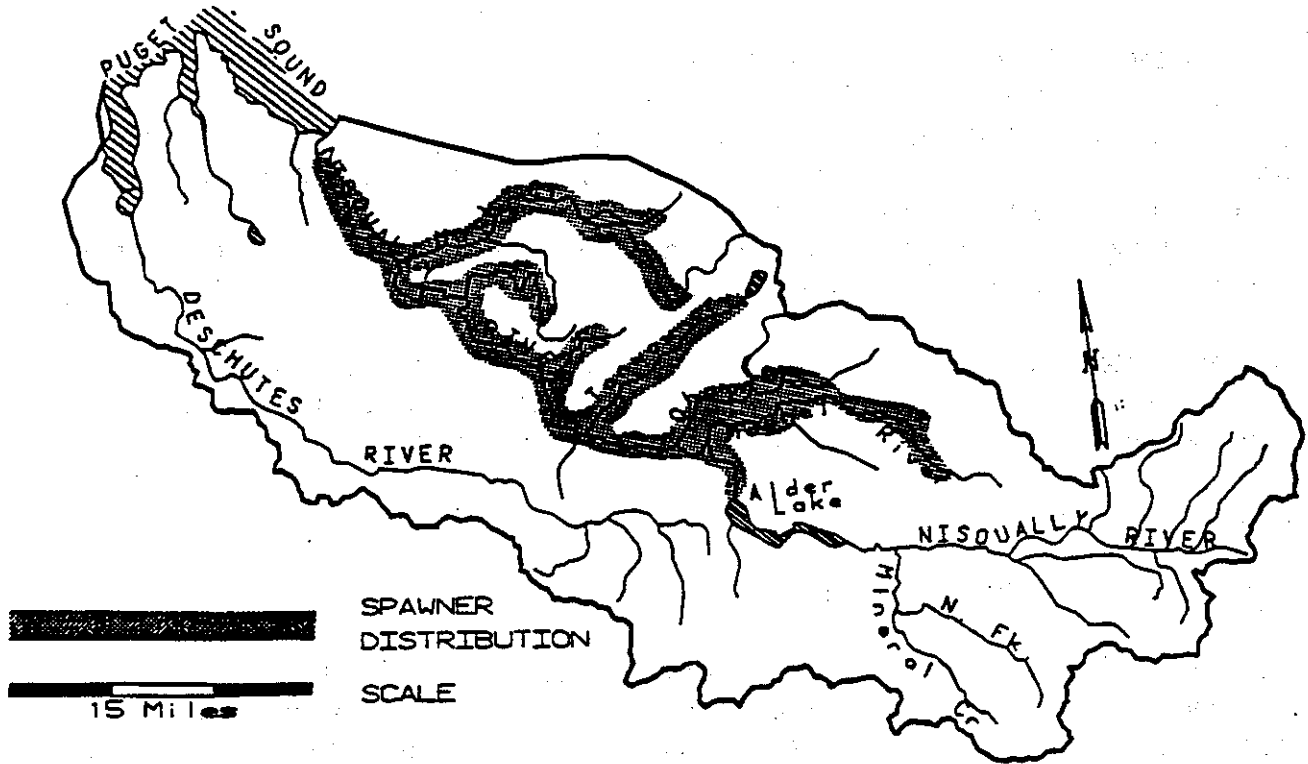 PUGET
SOUND
DESCHUTES
RIVER
N
Alder
Lake
NISQUALLY RIVER
Mineral
Cr
N. Fk.
SPAWNER
DISTRIBUTION
SCALE
15 Miles